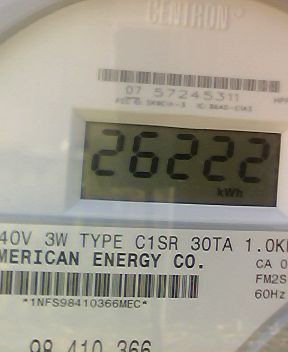 CENTRON
07 57245311
26222
kWh
40V 3W TYPE C1SR 30TA 1.0K
MERICAN ENERGY CO.
CA 0
FM2S
*1NFS98410366MEC*
60Hz
98 410 366